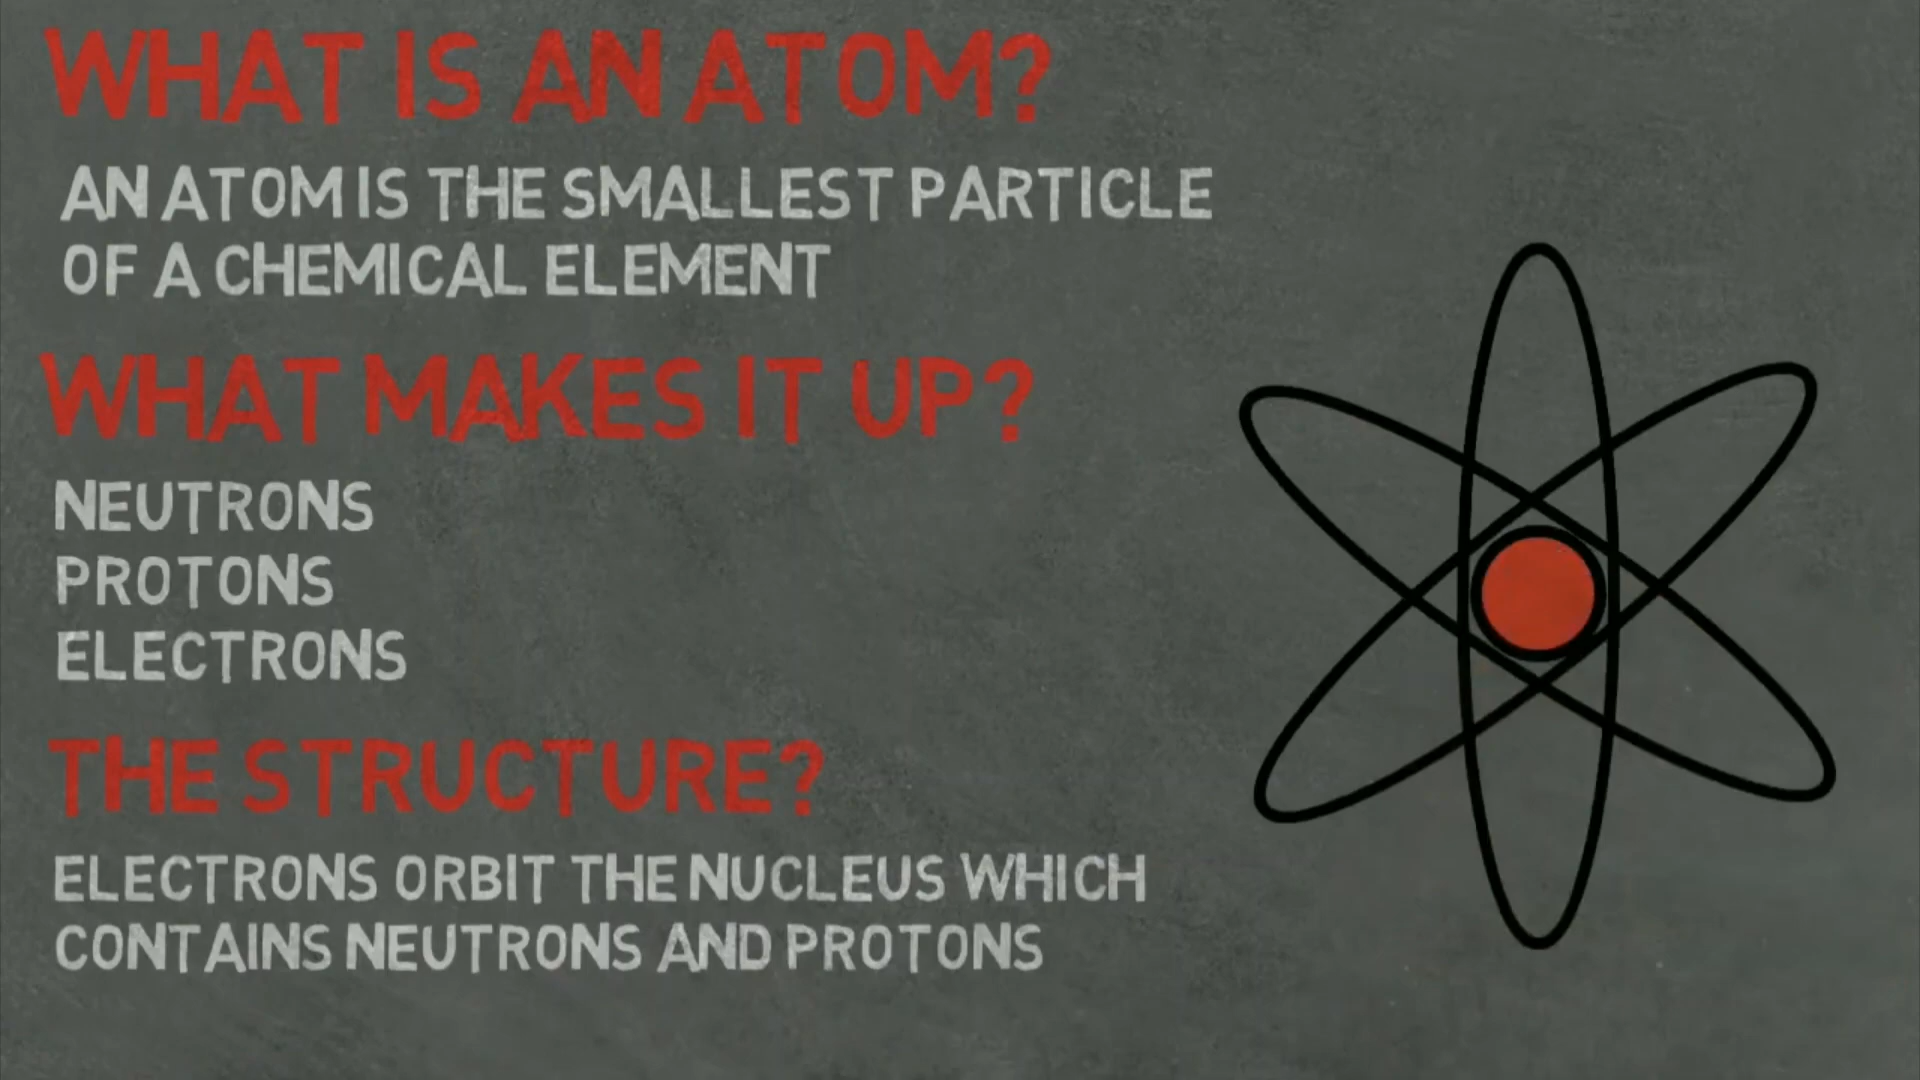 WHAT IS AN ATOM?
AN ATOM IS THE SMALLEST PARTICLE
OF A CHEMICAL ELEMENT
WHAT MAKES IT UP?
NEUTRONS
PROTONS
ELECTRONS
THE STRUCTURE?
ELECTRONS ORBIT THE NUCLEUS WHICH
CONTAINS NEUTRONS AND PROTONS